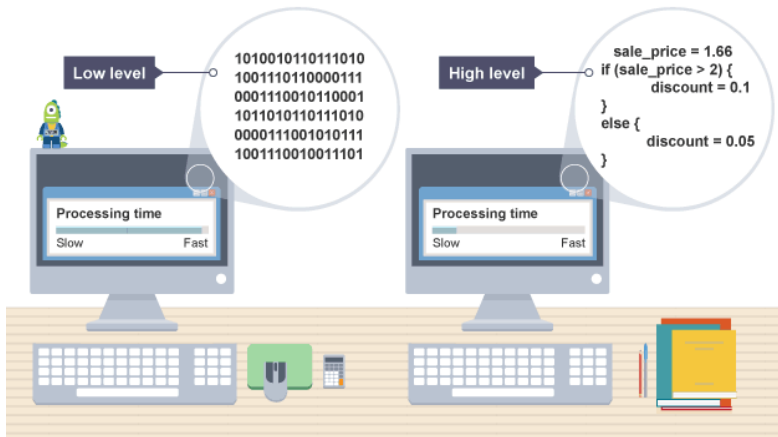 Low level
1010010110111010
1001110110000111
0001110010110001
1011010110111010
0000111001010111
1001110010011101
Processing time
Slow Fast
High level
sale_price = 1.66
if (sale_price > 2) {
discount = 0.1
}
else {
discount = 0.05
}
Processing time
Slow Fast